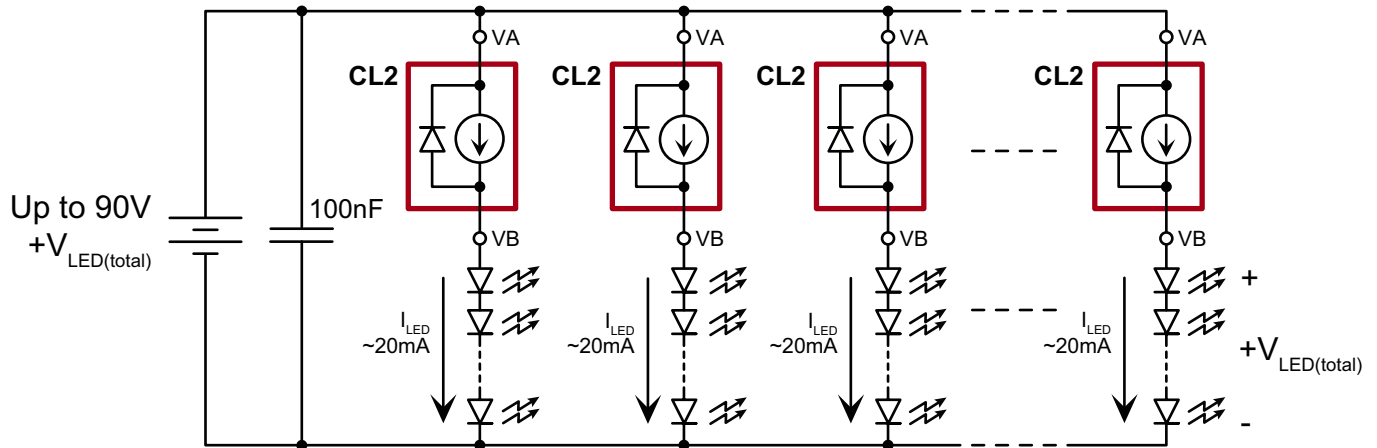 VA VA VA VA
CL2 CL2 CL2 CL2
Up to 90V
+VLED(total)
100nF
VB VB VB VB
+
ILED ILED ILED ILED
~20mA ~20mA ~20mA ~20mA
+VLED(total)
-